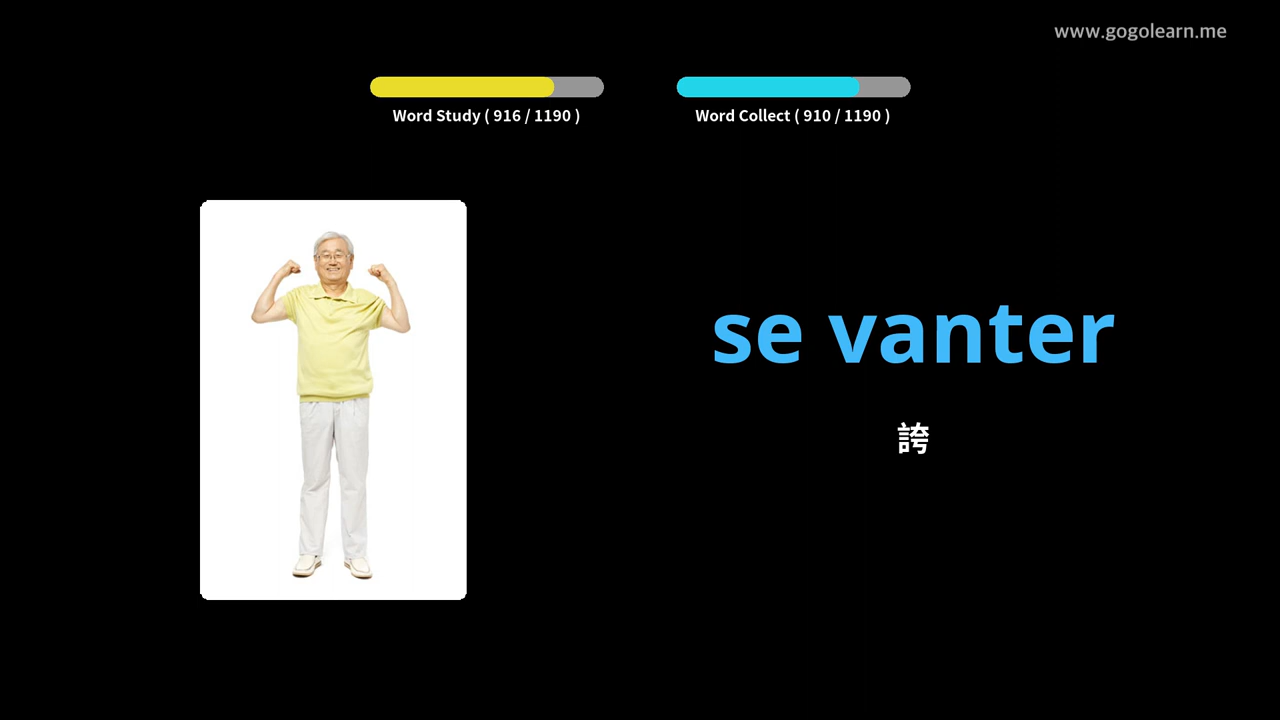 www.gogolearn.me
Word Study ( 916 / 1190 )
Word Collect ( 910 / 1190 )
se vanter
誇